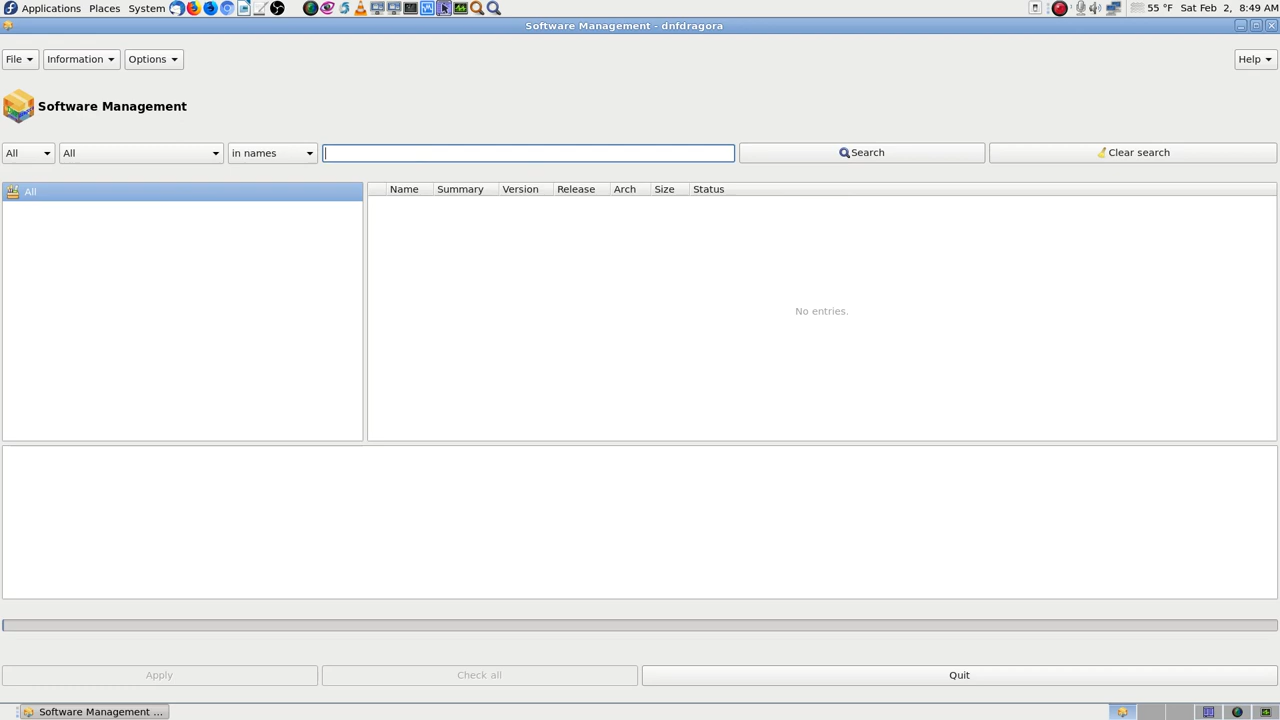 Applications Places System 55 °F Sat Feb 2, 8:49 AM
Software Management - dnfdragora
File Information Options Help
Software Management
All All in names Search Clear search
All
Name Summary Version Release Arch Size Status
No entries.
Apply Check all Quit
Software Management ...